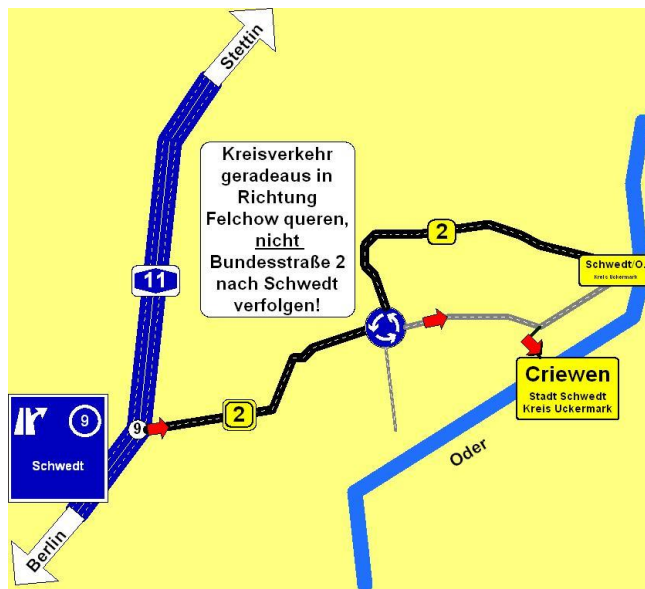 Stettin
Kreisverkehr
geradeaus in
Richtung
Felchow queren,
nicht
Bundesstraße 2
nach Schwedt
verfolgen!
2
Schwedt/O.
Kreis Uckermark
11
Criewen
Stadt Schwedt
Kreis Uckermark
2
9
9
Schwedt
Oder
Berlin